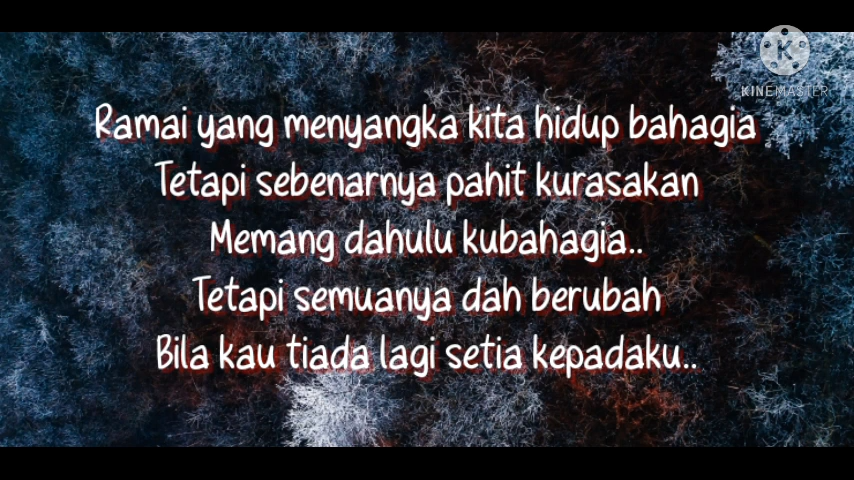 KINEMASTER
Ramai yang menyangka kita hidup bahagia
Tetapi sebenarnya pahit kurasakan
Memang dahulu kubahagia..
Tetapi semuanya dah berubah
Bila kau tiada lagi setia kepadaku..